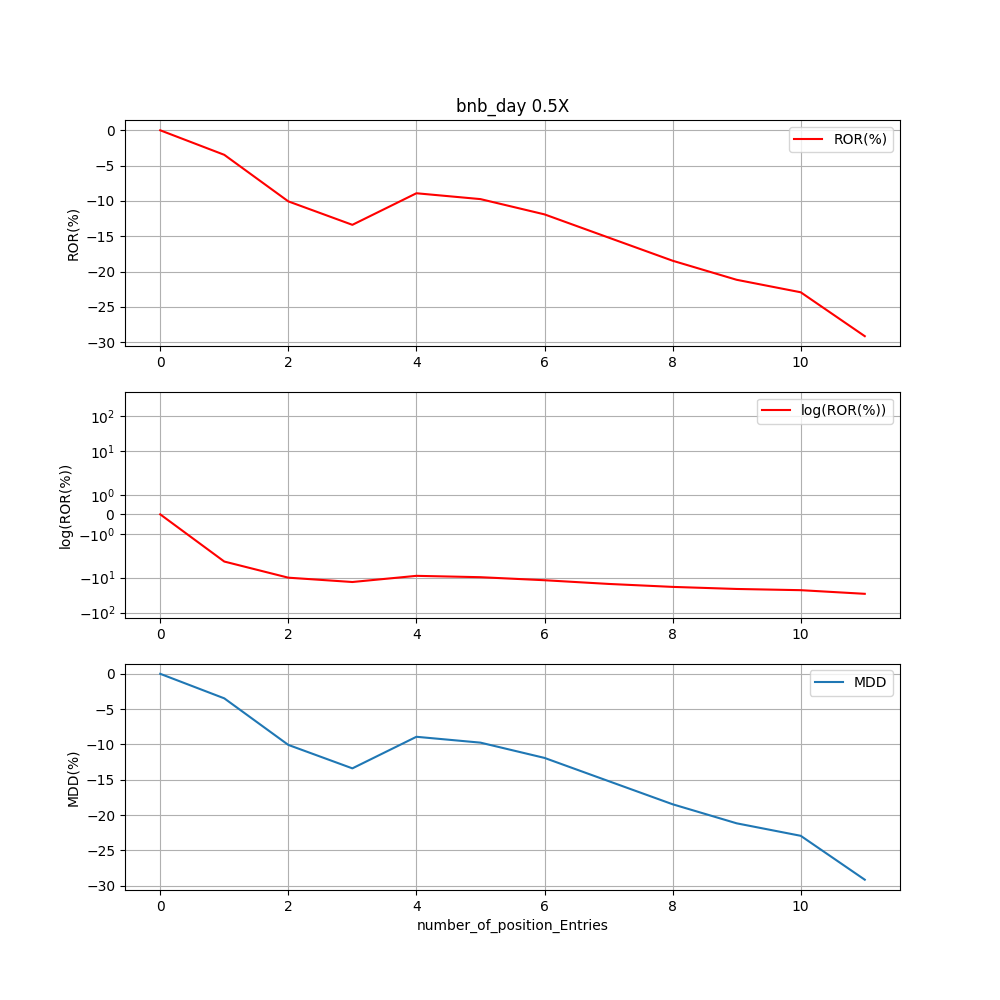 bnb_day 0.5X
ROR(%)
0
−5
−10
−15
−20
−25
−30
ROR(%)
0 2 4 6 8 10
log(ROR(%))
10²
10¹
10⁰
0
−10⁰
−10¹
−10²
log(ROR(%))
0 2 4 6 8 10
MDD
0
−5
−10
−15
−20
−25
−30
MDD(%)
0 2 4 6 8 10
number_of_position_Entries